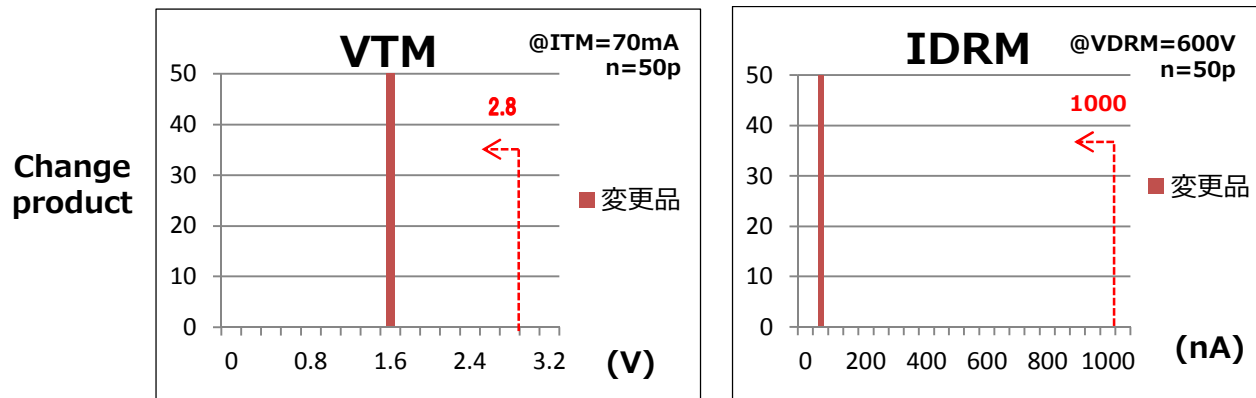 Change
product
VTM
@ITM=70mA
n=50p
50
40
30
20
10
0
2.8
変更品
0 0.8 1.6 2.4 3.2
(V)
IDRM
@VDRM=600V
n=50p
50
40
30
20
10
0
1000
変更品
0 200 400 600 800 1000
(nA)